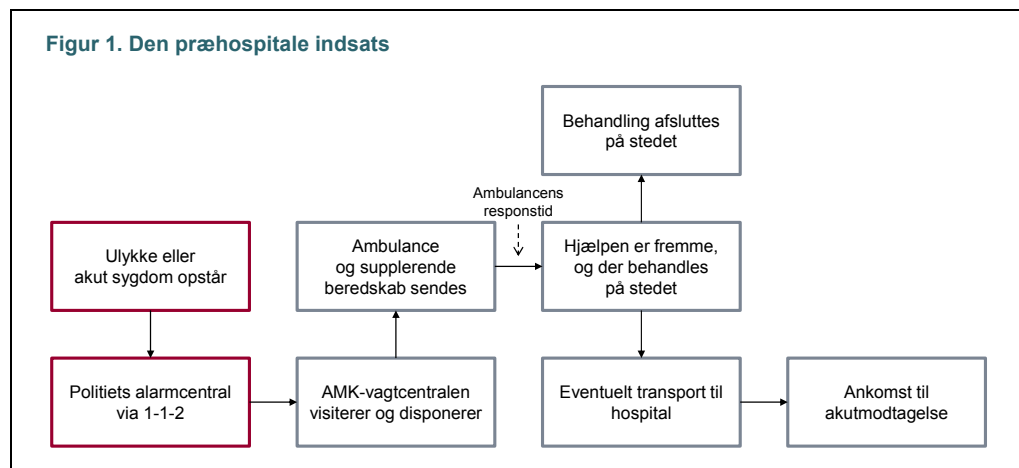 Figur 1. Den præhospitale indsats
Ulykke eller
akut sygdom opstår
Politiets alarmcentral
via 1-1-2
AMK-vagtcentralen
visiterer og disponerer
Ambulance
og supplerende
beredskab sendes
Ambulancens
responstid
Hjælpen er fremme,
og der behandles
på stedet
Behandling afsluttes
på stedet
Eventuelt transport til
hospital
Ankomst til
akutmodtagelse